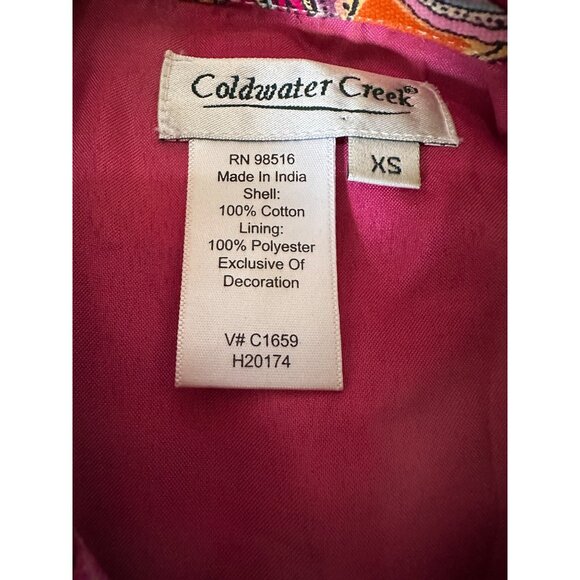 Coldwater Creek®
XS
RN 98516
Made In India
Shell:
100% Cotton
Lining:
100% Polyester
Exclusive Of
Decoration
V# C1659
H20174